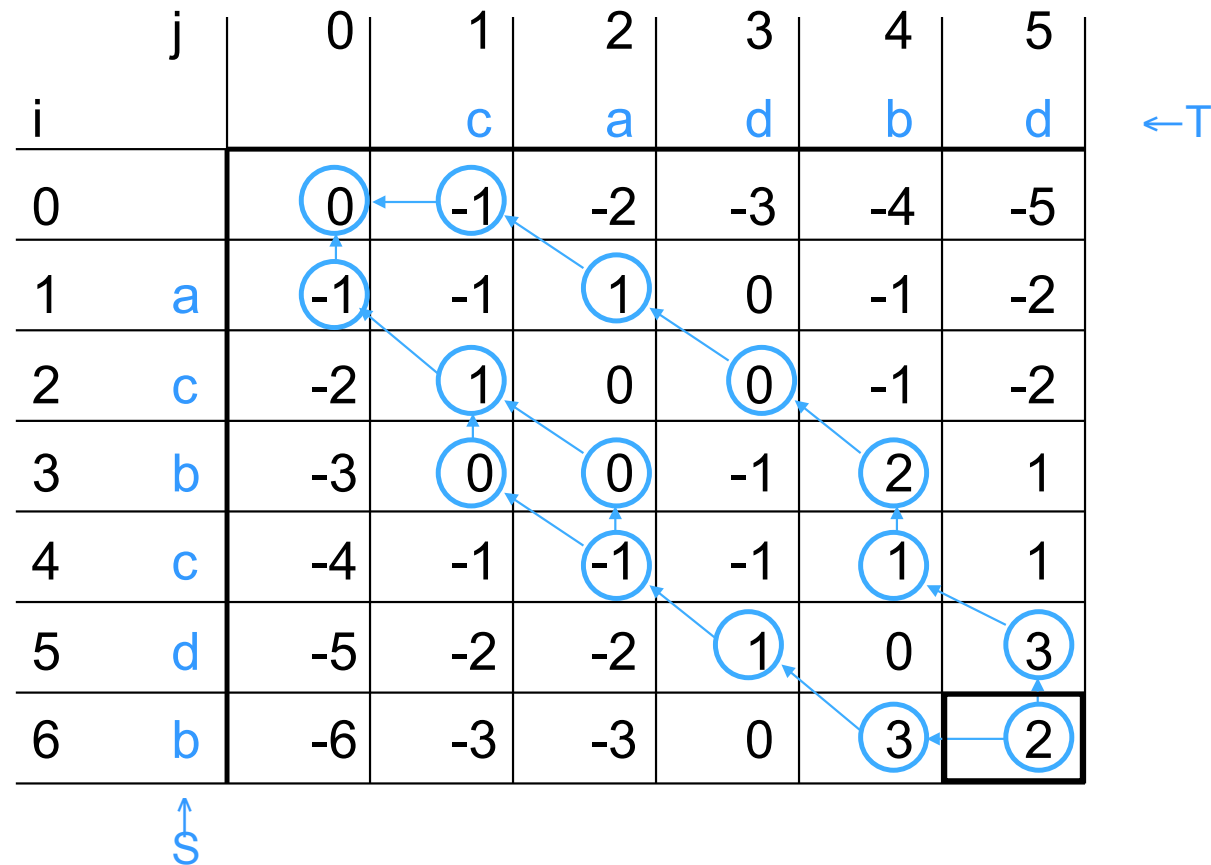 j 0 1 2 3 4 5
i c a d b d ←T
0 0 -1 -2 -3 -4 -5
1 a -1 -1 1 0 -1 -2
2 c -2 1 0 0 -1 -2
3 b -3 0 0 -1 2 1
4 c -4 -1 -1 -1 1 1
5 d -5 -2 -2 1 0 3
6 b -6 -3 -3 0 3 2
↑
S